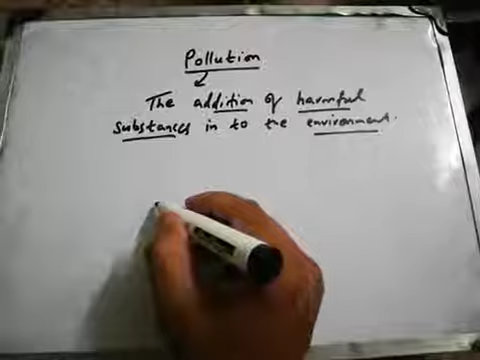 Pollution
The addition of harmful
substances in to the environment.